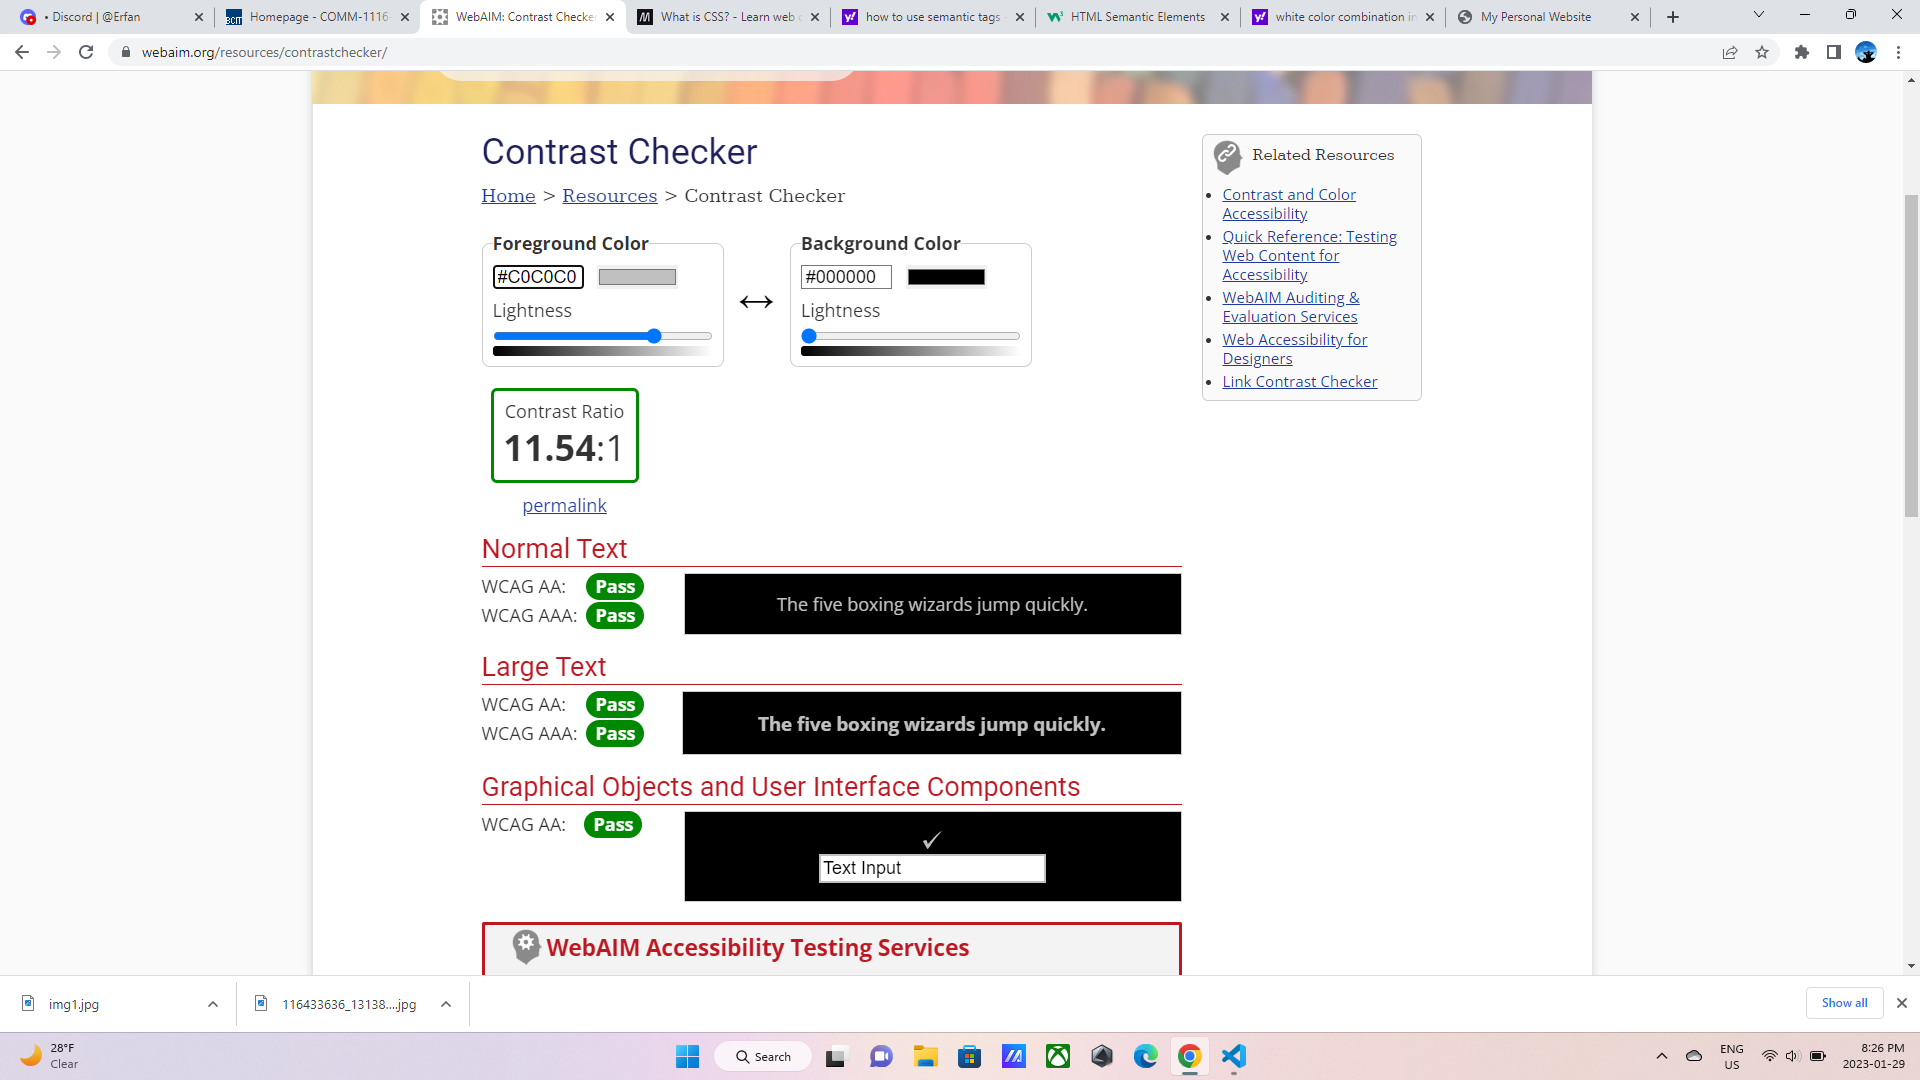 • Discord | @Erfan
Homepage - COMM-1116
WebAIM: Contrast Checker
What is CSS? - Learn web
how to use semantic tags -
HTML Semantic Elements
white color combination in
My Personal Website
webaim.org/resources/contrastchecker/
Contrast Checker
Home > Resources > Contrast Checker
Foreground Color
#C0C0C0
Lightness
Background Color
#000000
Lightness
Contrast Ratio
11.54:1
permalink
Normal Text
WCAG AA: Pass
WCAG AAA: Pass
The five boxing wizards jump quickly.
Large Text
WCAG AA: Pass
WCAG AAA: Pass
The five boxing wizards jump quickly.
Graphical Objects and User Interface Components
WCAG AA: Pass
✓
Text Input
WebAIM Accessibility Testing Services
Related Resources
Contrast and Color
Accessibility
Quick Reference: Testing
Web Content for
Accessibility
WebAIM Auditing &
Evaluation Services
Web Accessibility for
Designers
Link Contrast Checker
img1.jpg
116433636_13138....jpg
Show all
28°F
Clear
Search
ENG
US
8:26 PM
2023-01-29